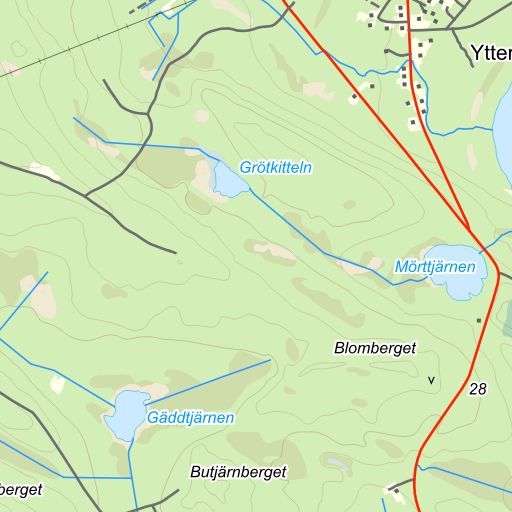 Ytter
Grötkitteln
Mörttjärnen
Blomberget
28
Gäddtjärnen
Butjärnberget
berget